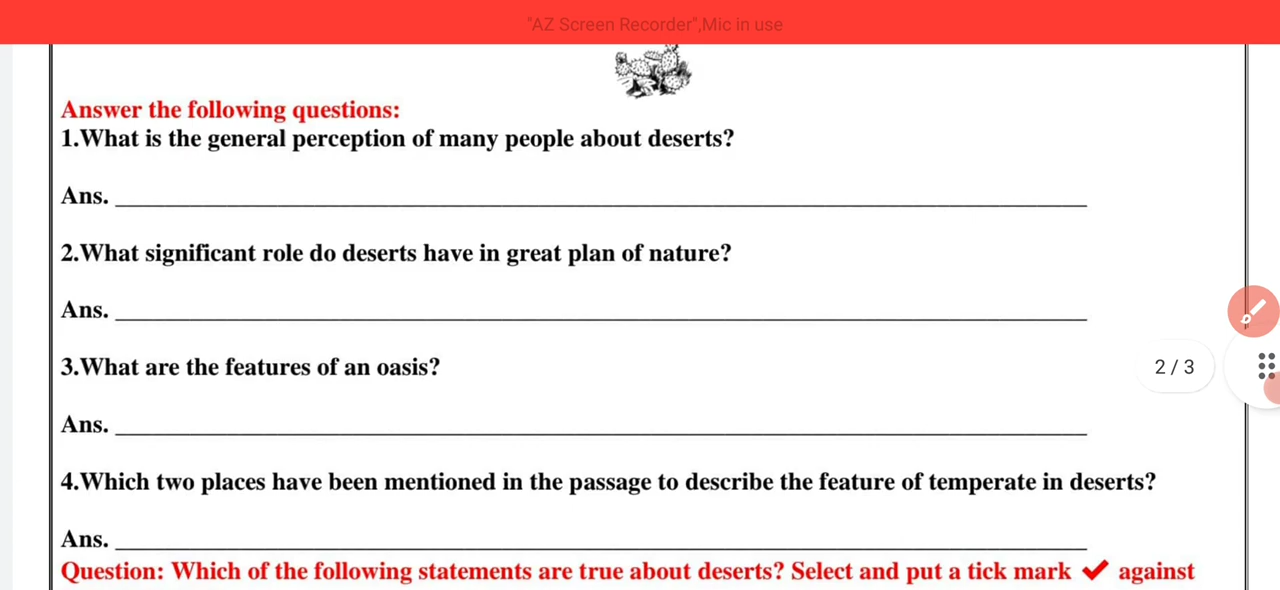 "AZ Screen Recorder",Mic in use
Answer the following questions:
1.What is the general perception of many people about deserts?
Ans.
2.What significant role do deserts have in great plan of nature?
Ans.
3.What are the features of an oasis?
Ans.
2 / 3
4.Which two places have been mentioned in the passage to describe the feature of temperate in deserts?
Ans.
Question: Which of the following statements are true about deserts? Select and put a tick mark ✔ against